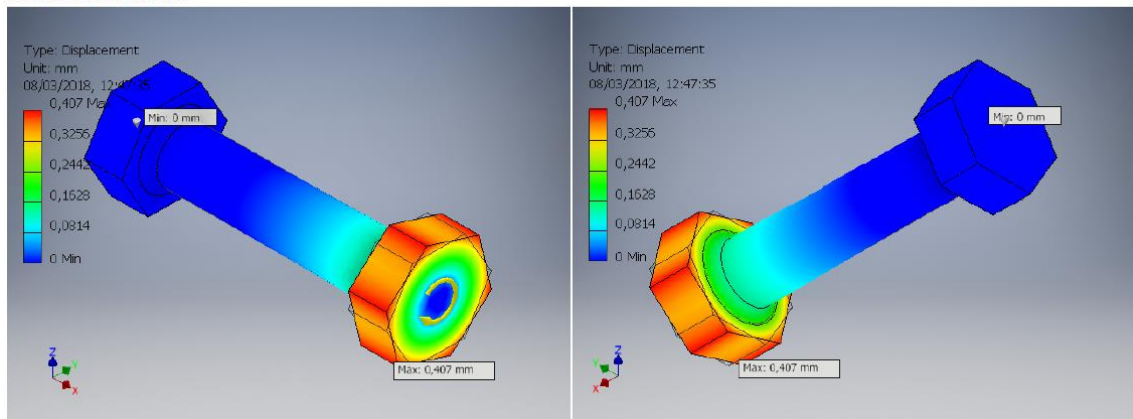 Type: Displacement
Unit: mm
08/03/2018, 12:47:35
0,407 Max
Min: 0 mm
0,3256
0,2442
0,1628
0,0814
0 Min
Z
Y
X
Max: 0,407 mm
Type: Displacement
Unit: mm
08/03/2018, 12:47:35
0,407 Max
Min: 0 mm
0,3256
0,2442
0,1628
0,0814
0 Min
Z
Y
X
Max: 0,407 mm